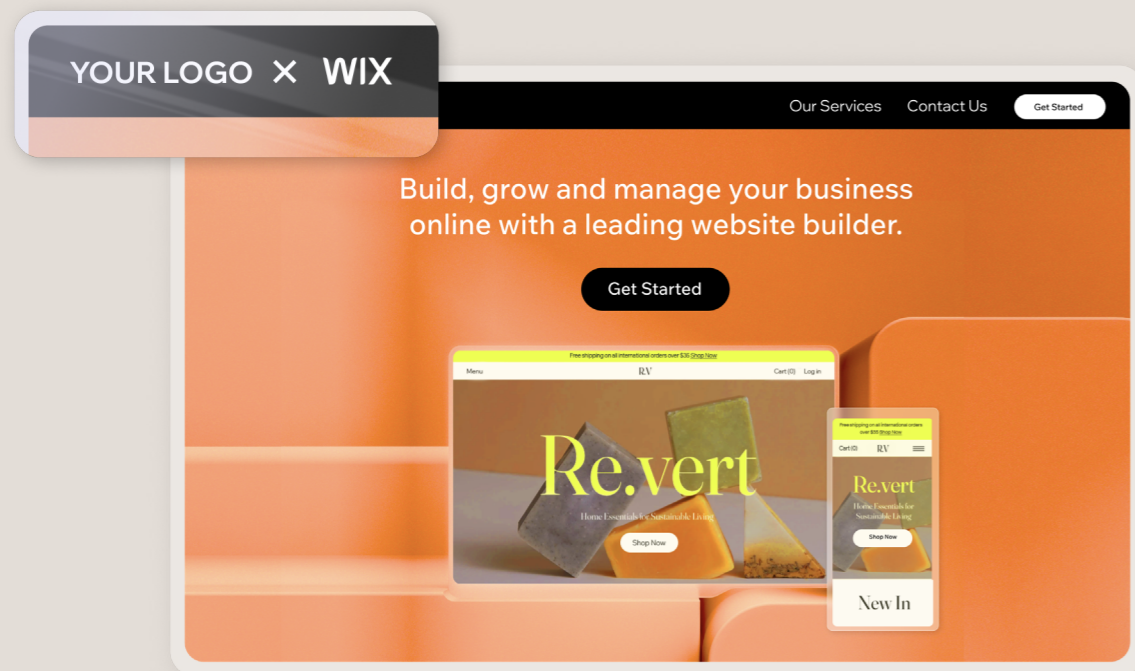 YOUR LOGO X WIX
Our Services Contact Us Get Started
Build, grow and manage your business
online with a leading website builder.
Get Started
Free shipping on all international orders over $35 Shop Now
Menu R.V Cart (0) Log in
Re.vert
Home Essentials for Sustainable Living
Shop Now
Free shipping on all international orders
over $35 Shop Now
Cart (0) R.V
Re.vert
Home Essentials for
Sustainable Living
Shop Now
New In